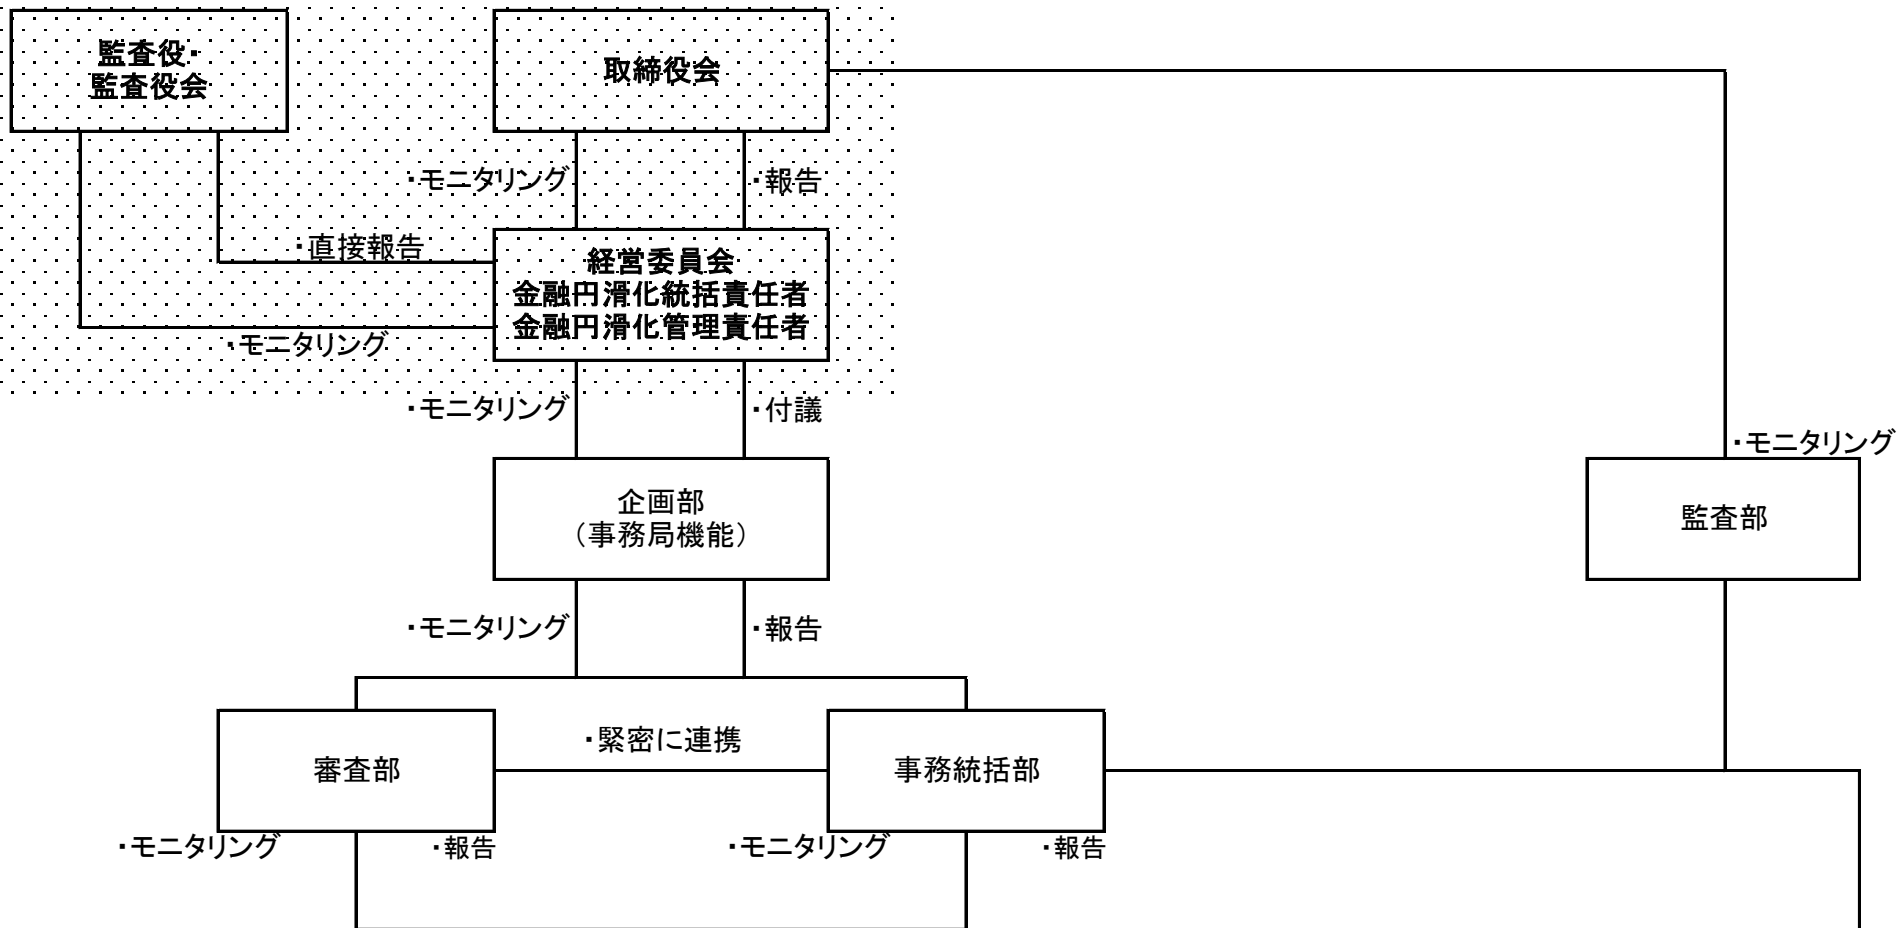 監査役・
監査役会
取締役会
・モニタリング
・報告
・直接報告
経営委員会
金融円滑化統括責任者
金融円滑化管理責任者
・モニタリング
・モニタリング
・付議
・モニタリング
企画部
（事務局機能）
監査部
・モニタリング
・報告
・緊密に連携
審査部
事務統括部
・モニタリング
・報告
・モニタリング
・報告